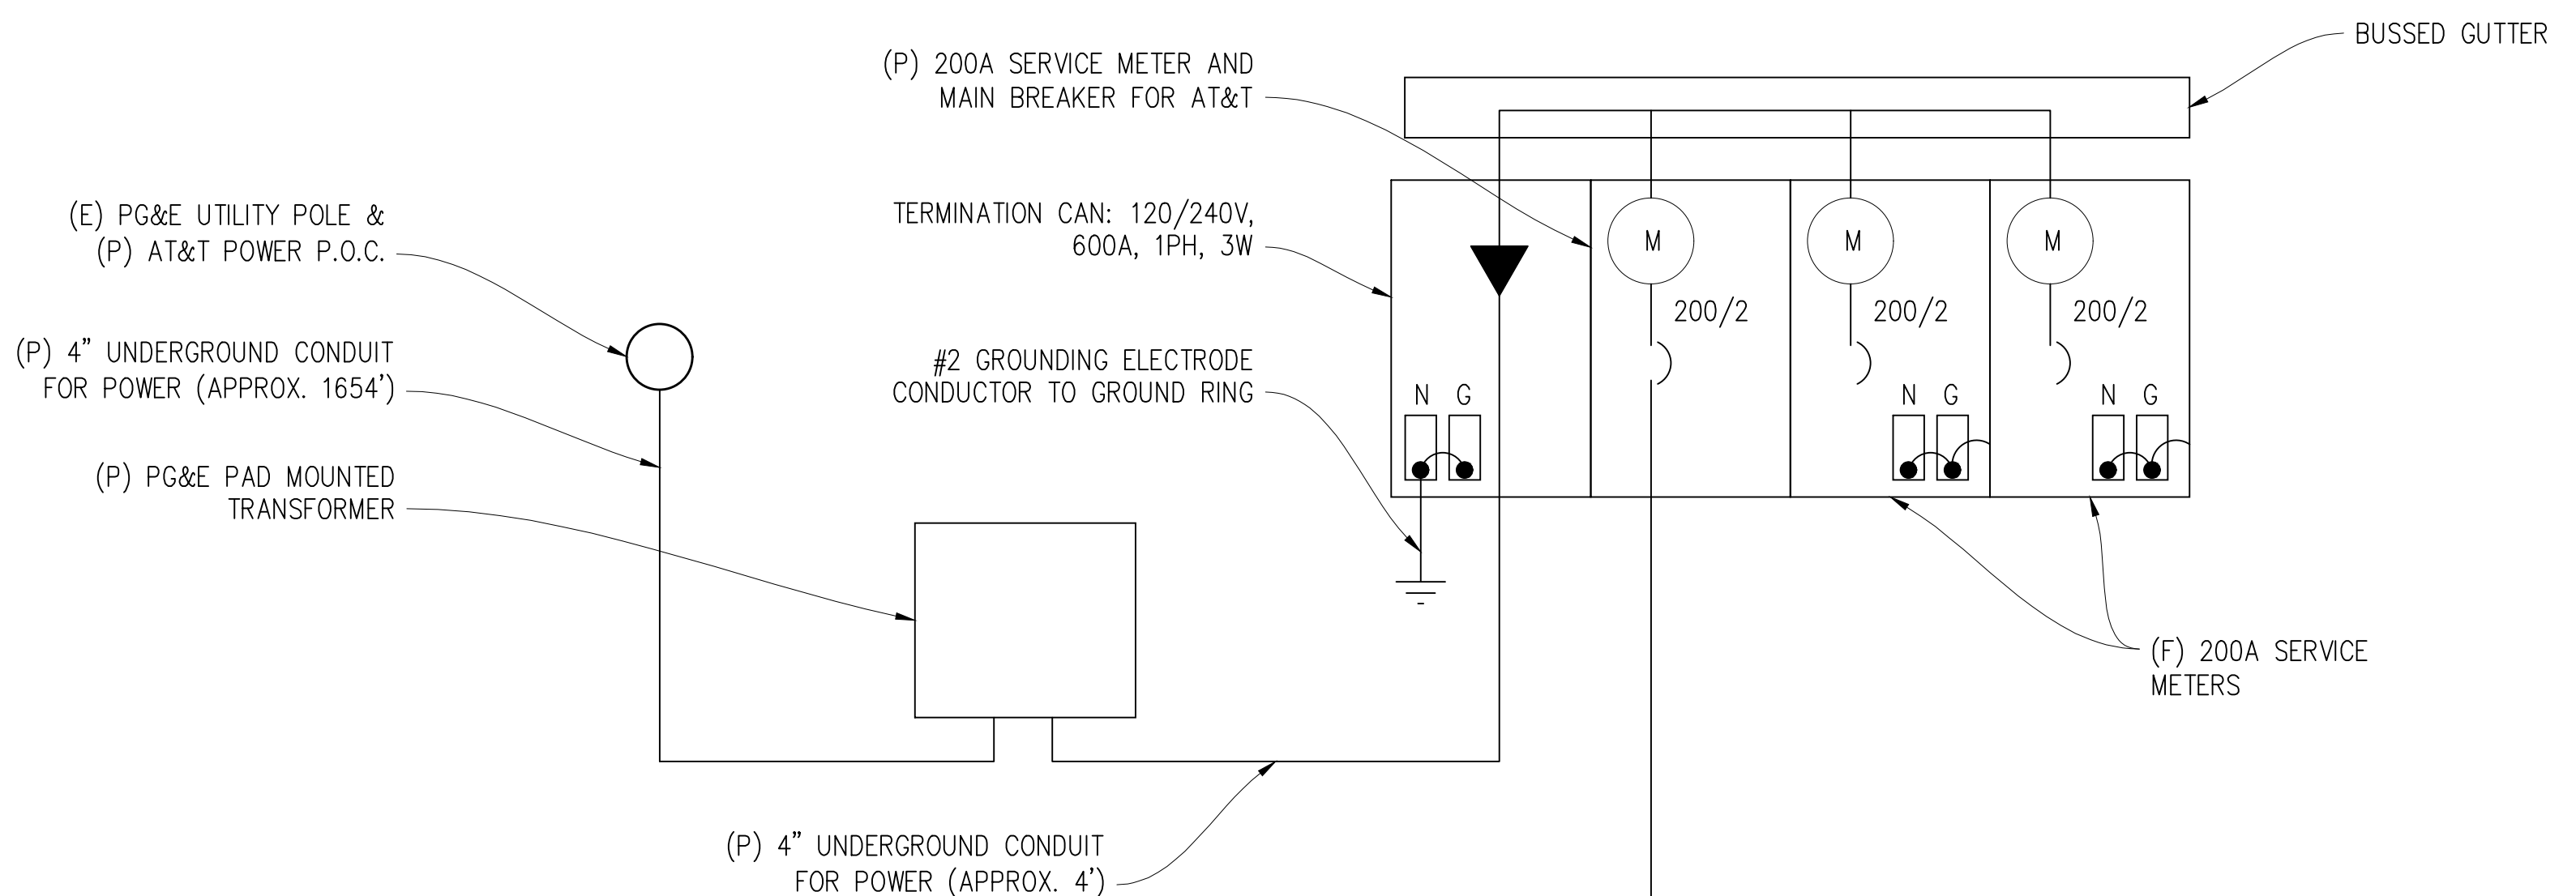 BUSSED GUTTER
(P) 200A SERVICE METER AND
MAIN BREAKER FOR AT&T
(E) PG&E UTILITY POLE &
(P) AT&T POWER P.O.C.
TERMINATION CAN: 120/240V,
600A, 1PH, 3W
M M M
200/2 200/2 200/2
(P) 4" UNDERGROUND CONDUIT
FOR POWER (APPROX. 1654')
#2 GROUNDING ELECTRODE
CONDUCTOR TO GROUND RING
N G N G N G
(P) PG&E PAD MOUNTED
TRANSFORMER
(F) 200A SERVICE
METERS
(P) 4" UNDERGROUND CONDUIT
FOR POWER (APPROX. 4')